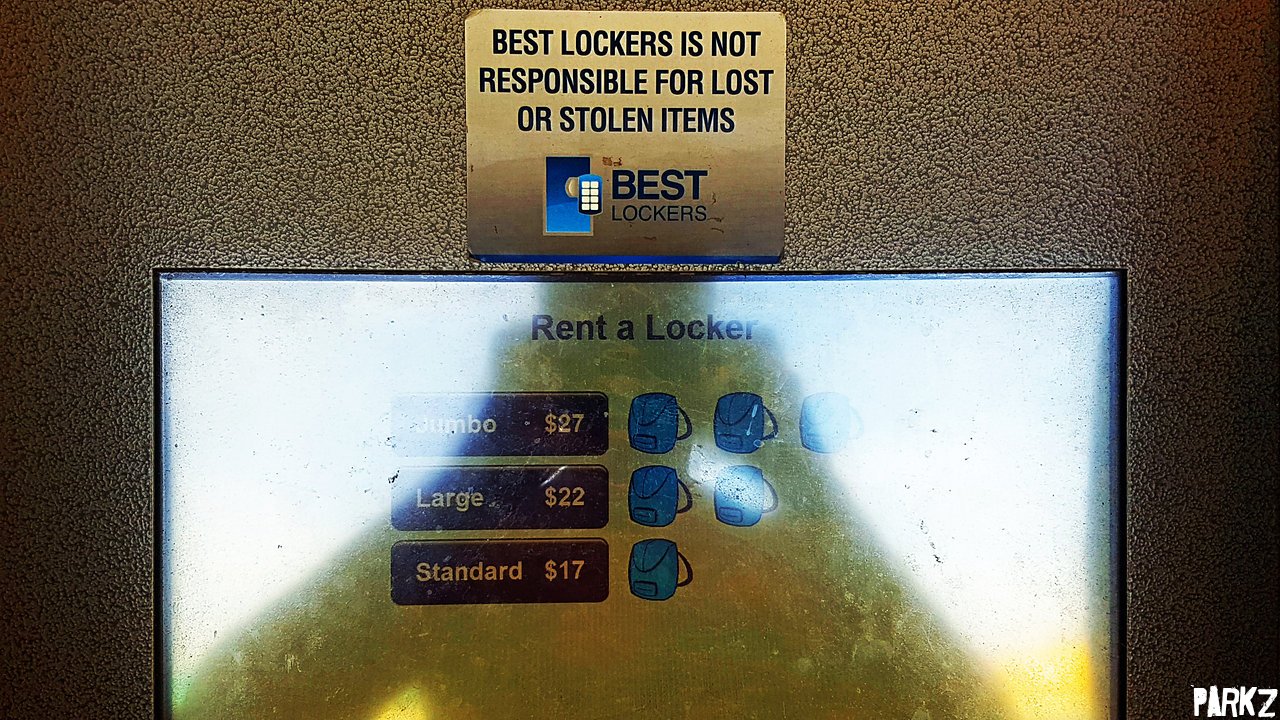 BEST LOCKERS IS NOT
RESPONSIBLE FOR LOST
OR STOLEN ITEMS
BEST
LOCKERS
Rent a Locker
Jumbo $27
Large $22
Standard $17
PARKZ